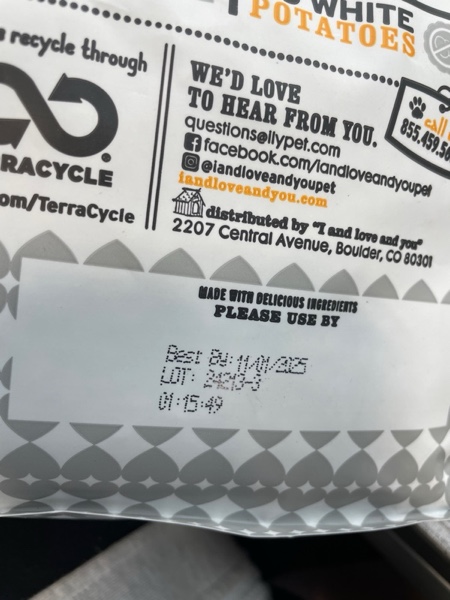 WHITE
POTATOES
recycle through
RACYCLE
om/TerraCycle
WE'D LOVE
TO HEAR FROM YOU.
questions@ilypet.com
facebook.com/iandloveandyoupet
@iandloveandyoupet
iandloveandyou.com
distributed by "I and love and you"
2207 Central Avenue, Boulder, CO 80301
call
855.459.5
MADE WITH DELICIOUS INGREDIENTS
PLEASE USE BY
Best By: 11/01/2025
LOT: 24213-3
01:15:49